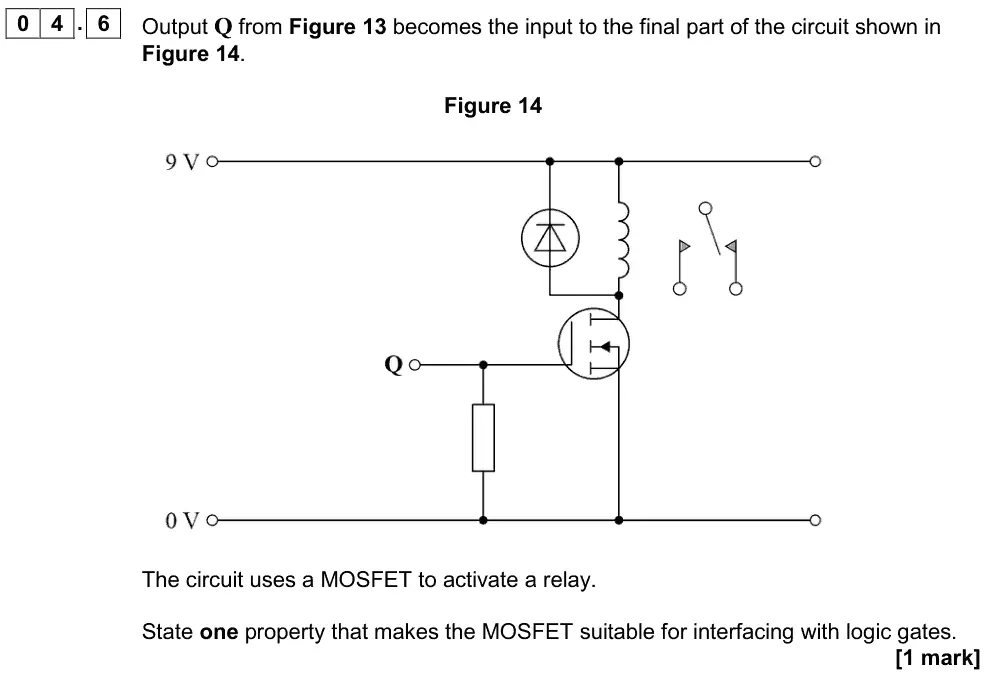 04.6 Output Q from Figure 13 becomes the input to the final part of the circuit shown in
Figure 14.
Figure 14
9 V
Q
0 V
The circuit uses a MOSFET to activate a relay.
State one property that makes the MOSFET suitable for interfacing with logic gates.
[1 mark]